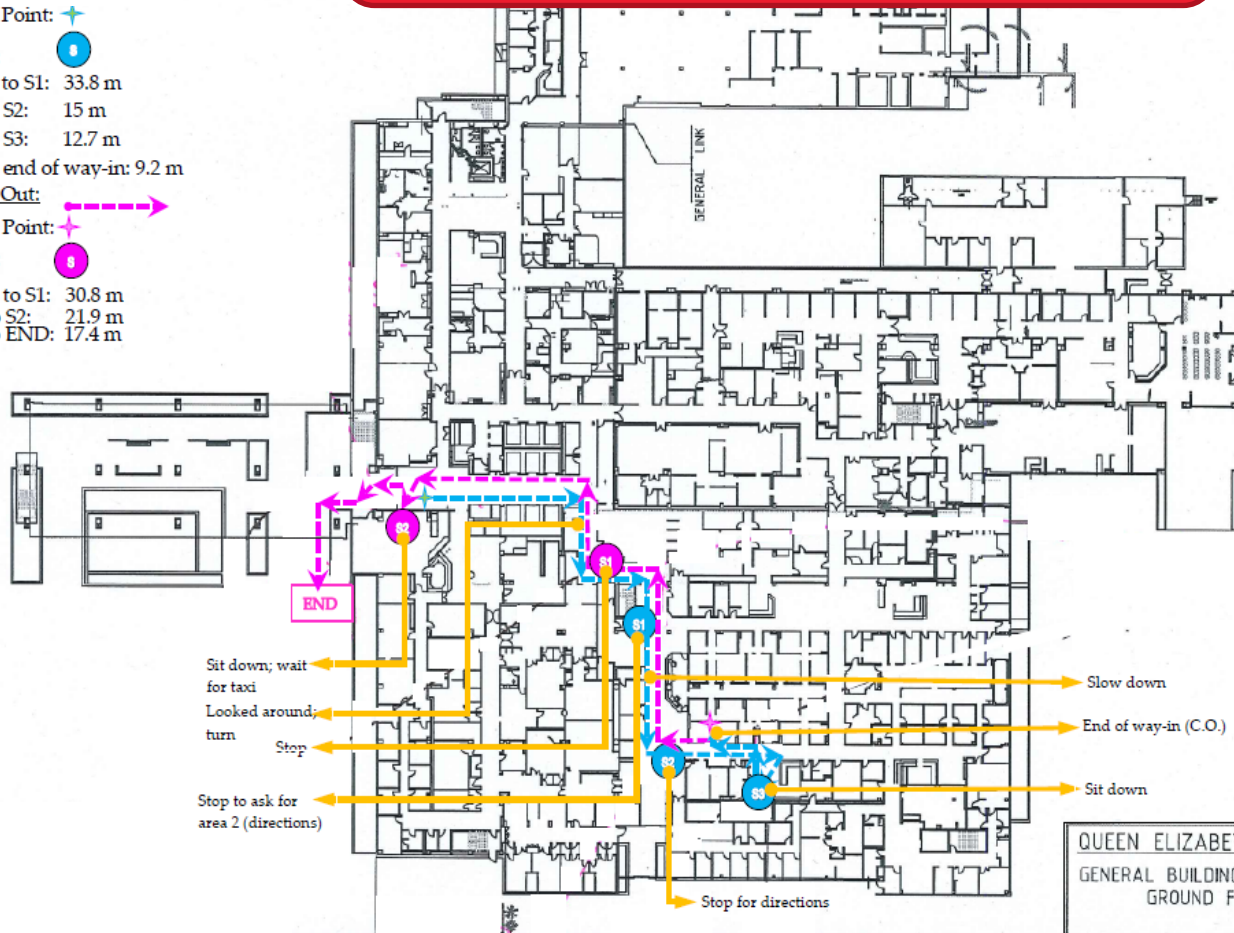 Point:
S
to S1: 33.8 m
S2: 15 m
S3: 12.7 m
end of way-in: 9.2 m
Out:
Point:
S
to S1: 30.8 m
S2: 21.9 m
END: 17.4 m
GENERAL LINK
S2
S1
END
S1
Sit down; wait
for taxi
Looked around;
turn
Stop
Slow down
End of way-in (C.O.)
S2
S3
Sit down
Stop to ask for
area 2 (directions)
Stop for directions
QUEEN ELIZABE
GENERAL BUILDING
GROUND F